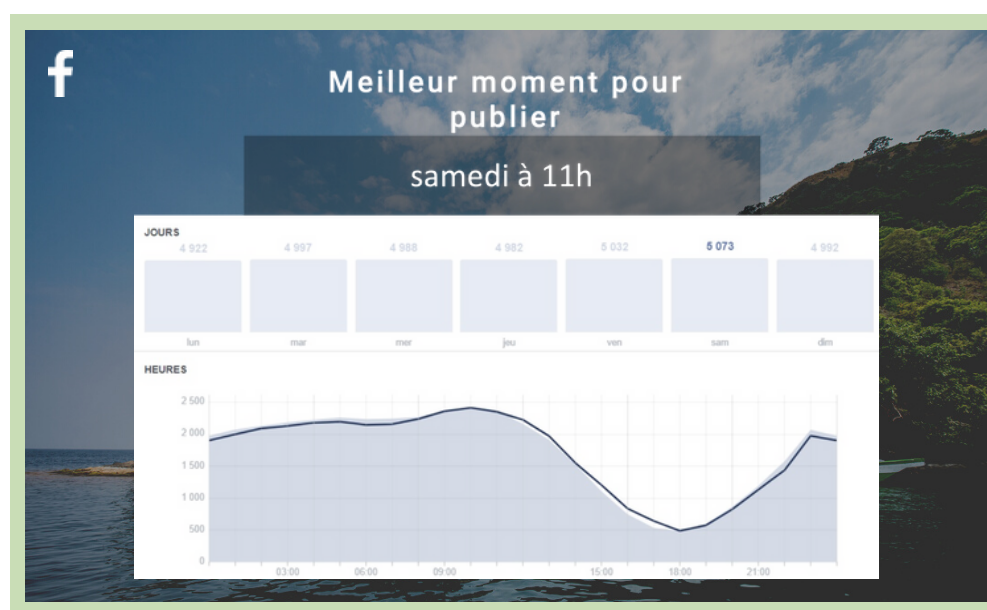 f
Meilleur moment pour
publier
samedi à 11h
JOURS
4 922 4 997 4 988 4 982 5 032 5 073 4 992
lun mar mer jeu ven sam dim
HEURES
2 500
2 000
1 500
1 000
500
0
03:00 06:00 09:00 15:00 18:00 21:00